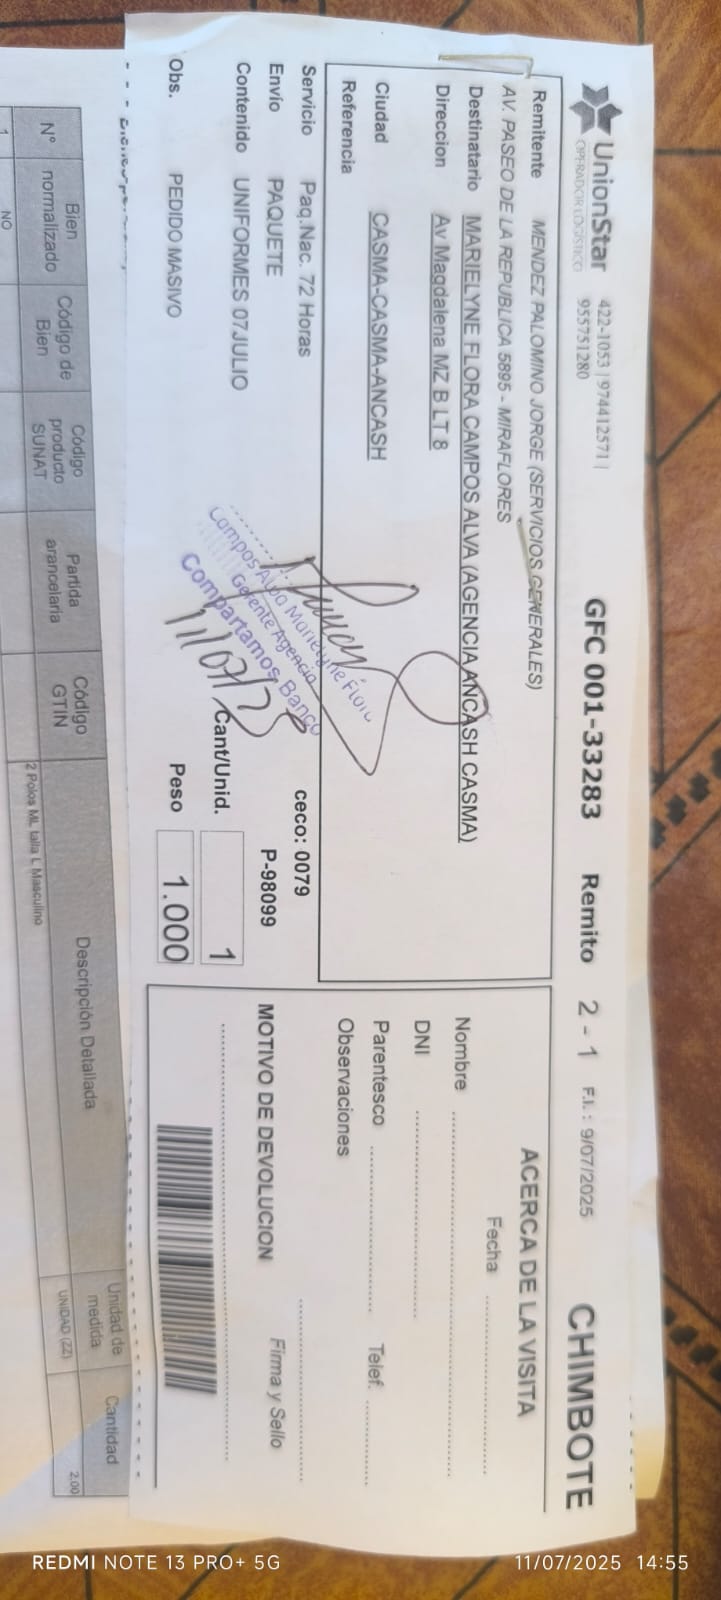 UnionStar
OPERADOR LOGÍSTICO
422-1053 | 974412571 |
955751280
GFC 001-33283
Remito 2 - 1
F.I.: 9/07/2025
CHIMBOTE
Remitente MENDEZ PALOMINO JORGE (SERVICIOS GENERALES)
AV. PASEO DE LA REPUBLICA 5895 - MIRAFLORES
Destinatario MARIELYNE FLORA CAMPOS ALVA (AGENCIA ANCASH CASMA)
Direccion Av Magdalena MZ B LT 8
Ciudad CASMA-CASMA-ANCASH
Referencia
Servicio Paq.Nac. 72 Horas
ceco: 0079
Envío PAQUETE
P-98099
Contenido UNIFORMES 07JULIO
Cant/Unid. 1
Obs. PEDIDO MASIVO
Peso 1.000
Campos Alva Marielyne Flora
Gerente Agencia
Compartamos Banco
11/07/25
ACERCA DE LA VISITA
Fecha
Nombre
DNI
Parentesco
Telef.
Observaciones
MOTIVO DE DEVOLUCION
Firma y Sello
N° Bien normalizado Código de Bien Código producto SUNAT Partida arancelaria Código GTIN Descripción Detallada Unidad de medida Cantidad
1 NO 2 Polos ML talla L Masculino UNIDAD (ZZ) 2.00
REDMI NOTE 13 PRO+ 5G
11/07/2025 14:55